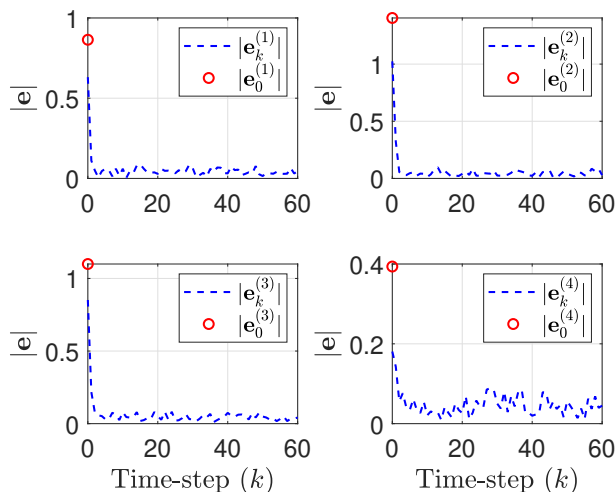 1
0.5
0
|e|
0 20 40 60
|e_k^(1)|
|e_0^(1)|
1
0.5
0
|e|
0 20 40 60
|e_k^(2)|
|e_0^(2)|
1
0.5
0
|e|
0 20 40 60
Time-step (k)
|e_k^(3)|
|e_0^(3)|
0.4
0.2
0
|e|
0 20 40 60
Time-step (k)
|e_k^(4)|
|e_0^(4)|